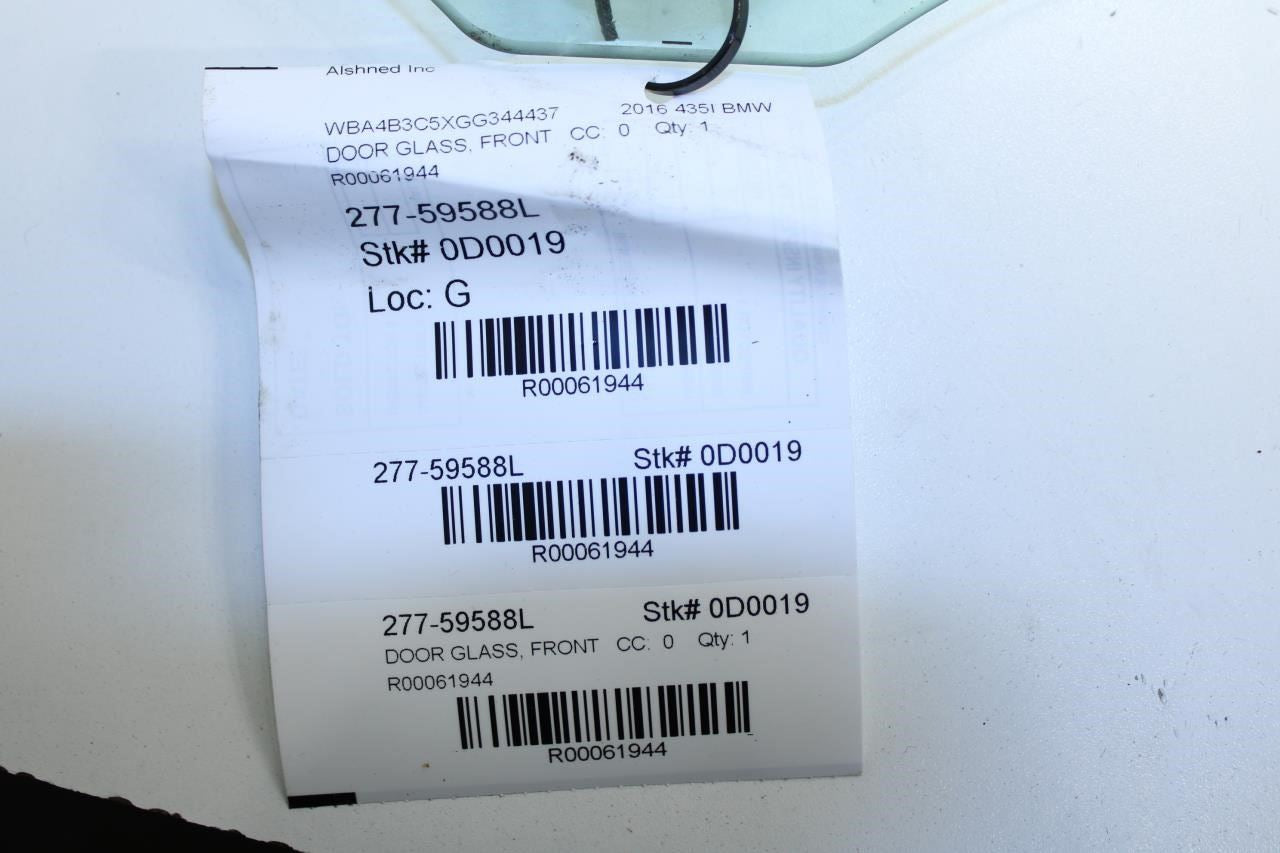 Alshned Inc
WBA4B3C5XGG344437 2016 435I BMW
DOOR GLASS, FRONT CC: 0 Qty: 1
R00061944
277-59588L
Stk# 0D0019
Loc: G
R00061944
277-59588L Stk# 0D0019
R00061944
277-59588L Stk# 0D0019
DOOR GLASS, FRONT CC: 0 Qty: 1
R00061944
R00061944